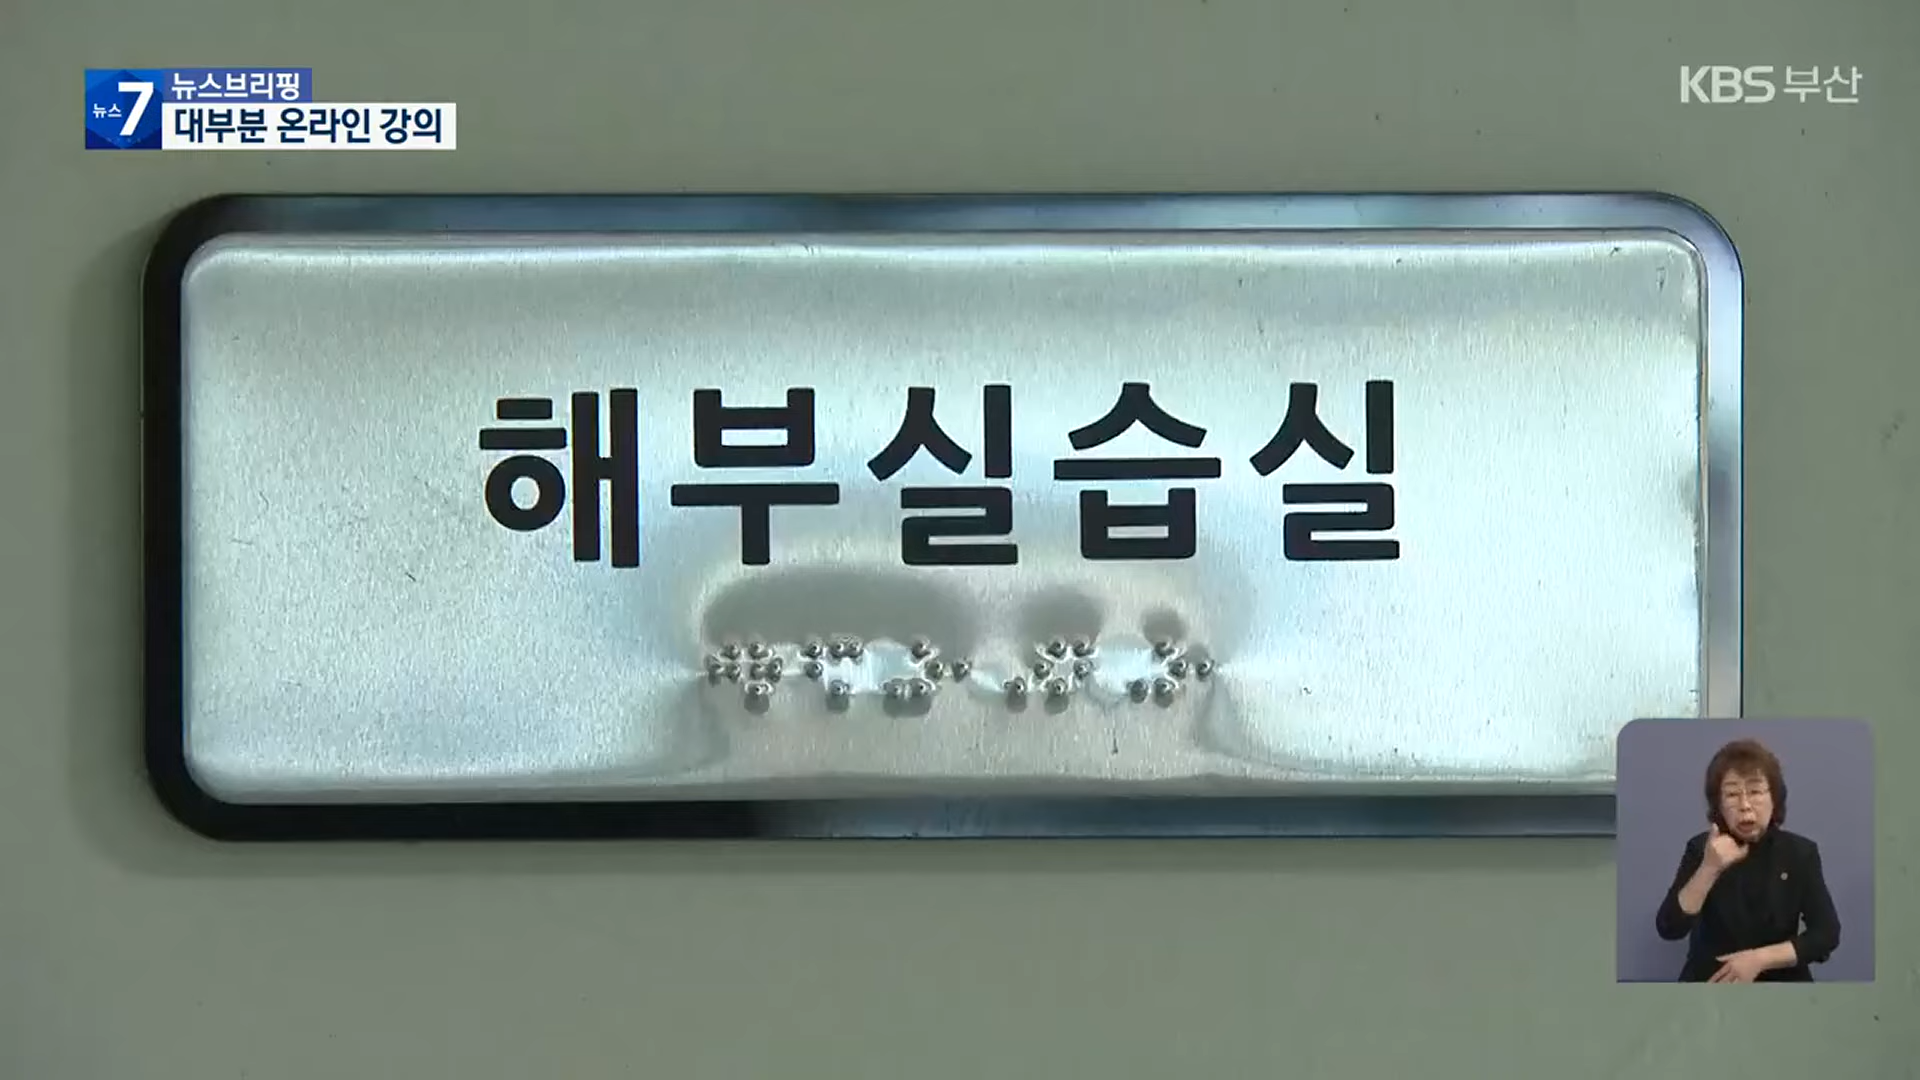 뉴스7
뉴스브리핑
대부분 온라인 강의
KBS 부산
해부실습실